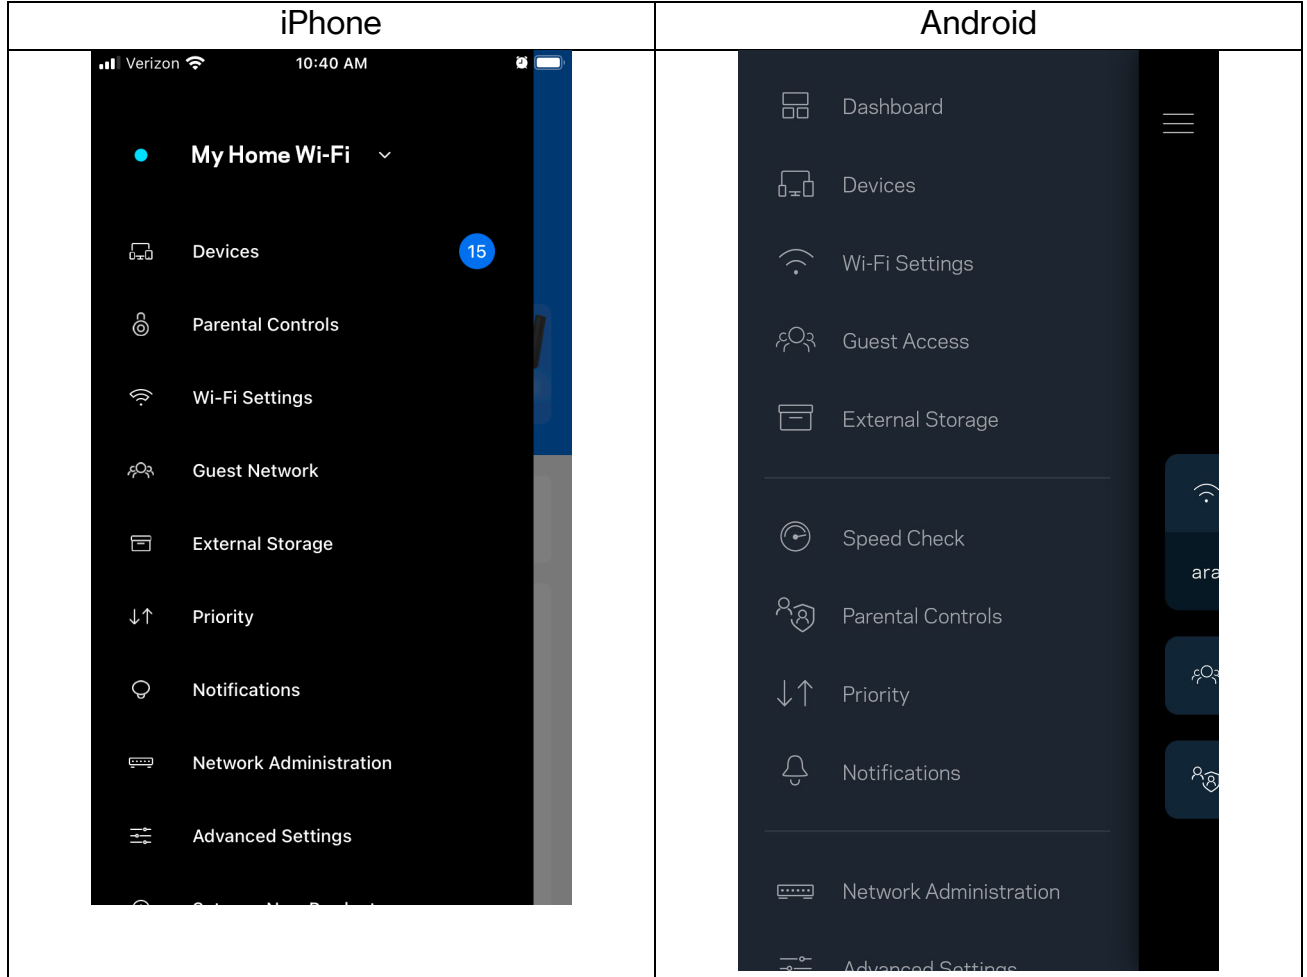 iPhone
Android
Verizon
10:40 AM
My Home Wi-Fi
Devices
15
Parental Controls
Wi-Fi Settings
Guest Network
External Storage
Priority
Notifications
Network Administration
Advanced Settings
Dashboard
Devices
Wi-Fi Settings
Guest Access
External Storage
Speed Check
Parental Controls
Priority
Notifications
Network Administration
Advanced Settings
ara